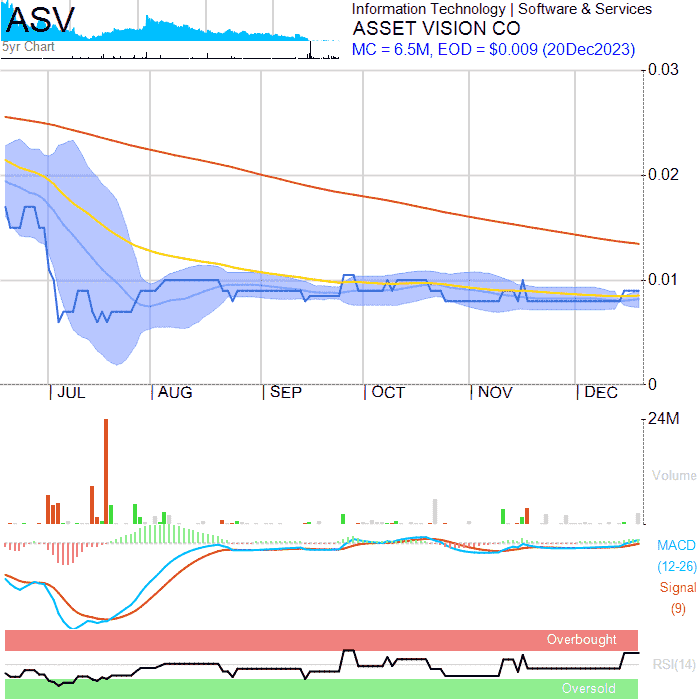 ASV
5yr Chart
Information Technology | Software & Services
ASSET VISION CO
MC = 6.5M, EOD = $0.009 (20Dec2023)
0.03
0.02
0.01
0
JUL
AUG
SEP
OCT
NOV
DEC
24M
Volume
MACD
(12-26)
Signal
(9)
Overbought
RSI(14)
Oversold